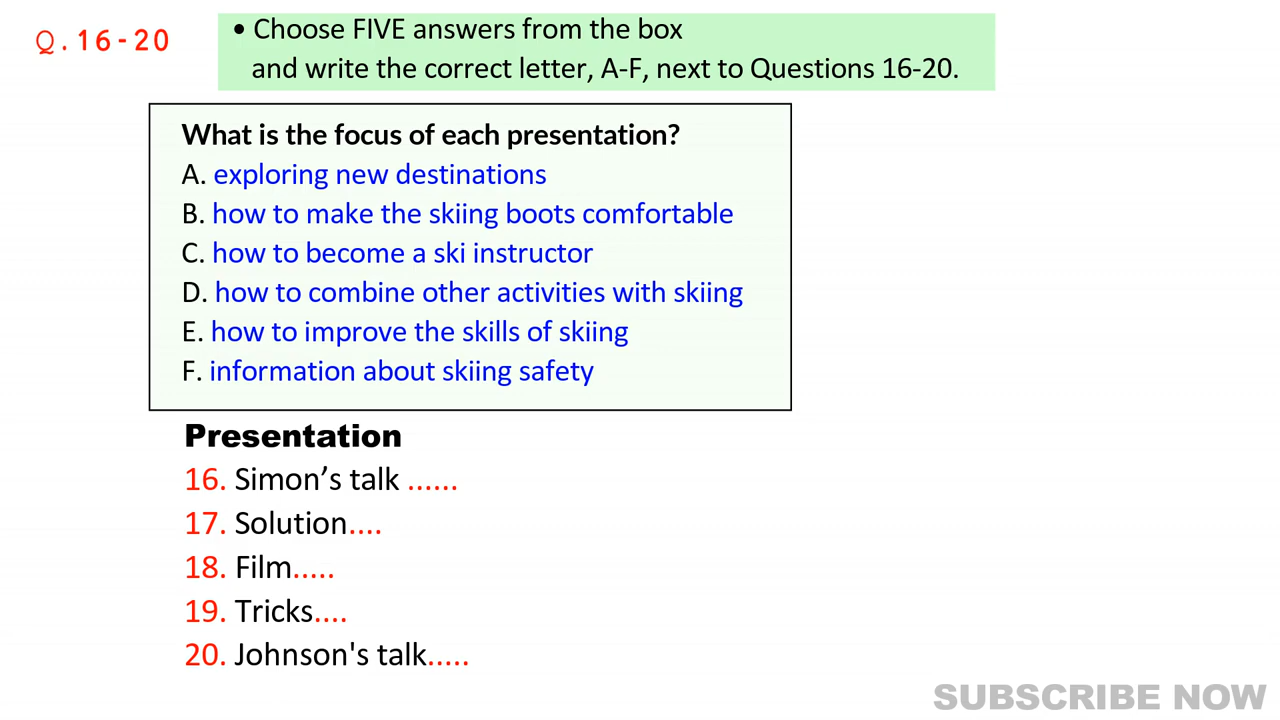 Q.16-20
• Choose FIVE answers from the box
and write the correct letter, A-F, next to Questions 16-20.
What is the focus of each presentation?
A. exploring new destinations
B. how to make the skiing boots comfortable
C. how to become a ski instructor
D. how to combine other activities with skiing
E. how to improve the skills of skiing
F. information about skiing safety
Presentation
16. Simon’s talk ......
17. Solution....
18. Film.....
19. Tricks....
20. Johnson's talk.....
SUBSCRIBE NOW